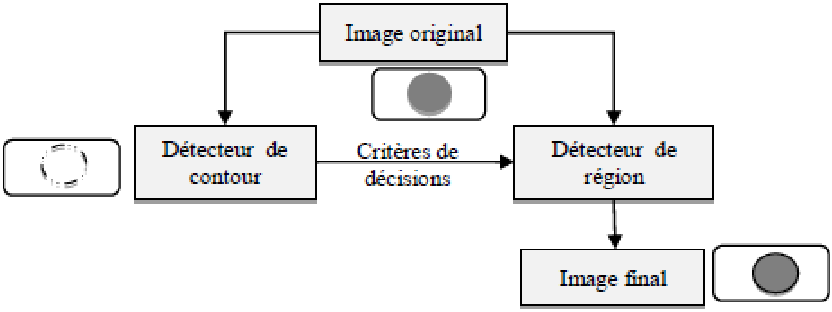 Image original
Détecteur de
contour
Critères de
décisions
Détecteur de
région
Image final